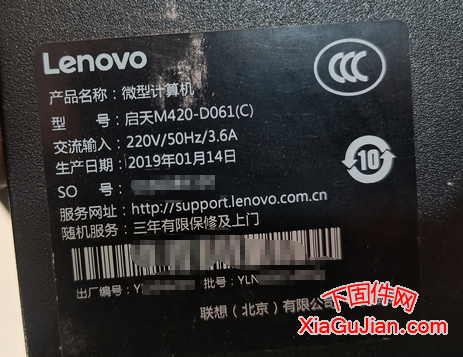 Lenovo
CCC
产品名称：微型计算机
型 号：启天M420-D061(C)
交流输入：220V/50Hz/3.6A
生产日期：2019年01月14日
10
SO 号：
服务网址：http://support.lenovo.com.cn
随机服务：三年有限保修及上门
出厂编号：Y 批号：YLN
联想（北京）有限公司
下固件网
XiaGuJian.com